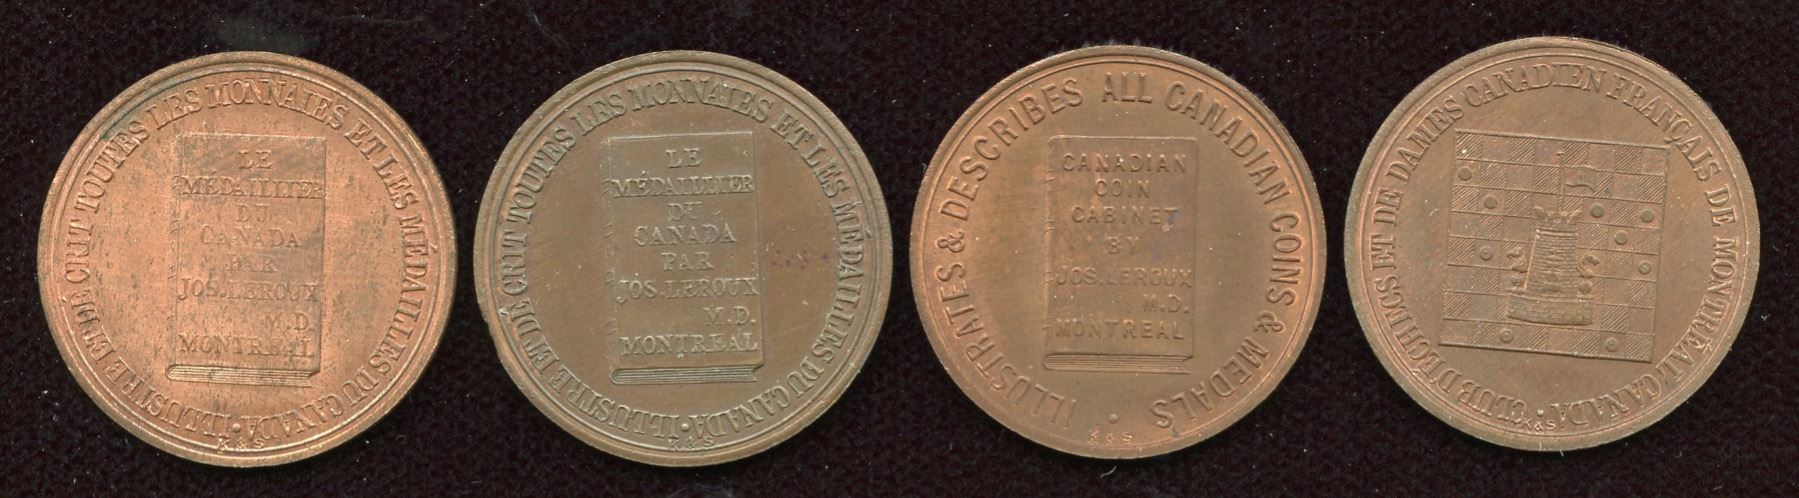 IL ILLUSTRE ET DÉCRIT TOUTES LES MONNAIES ET LES MÉDAILLES DU CANADA ·
LE
MÉDAILLIER
DU
CANADA
PAR
JOS. LEROUX
M.D.
MONTREAL
K & S
IL ILLUSTRE ET DÉCRIT TOUTES LES MONNAIES ET LES MÉDAILLES DU CANADA ·
LE
MÉDAILLIER
DU
CANADA
PAR
JOS. LEROUX
M.D.
MONTREAL
K & S
ILLUSTRATES & DESCRIBES ALL CANADIAN COINS & MEDALS ·
CANADIAN
COIN
CABINET
BY
JOS. LEROUX
M.D.
MONTREAL
K & S
CLUB D'ECHECS ET DE DAMES CANADIEN FRANÇAIS DE MONTRÉAL CANADA ·
K & S